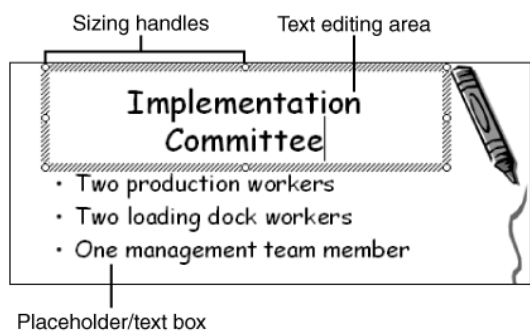 Sizing handles
Text editing area
Implementation
Committee
• Two production workers
• Two loading dock workers
• One management team member
Placeholder/text box